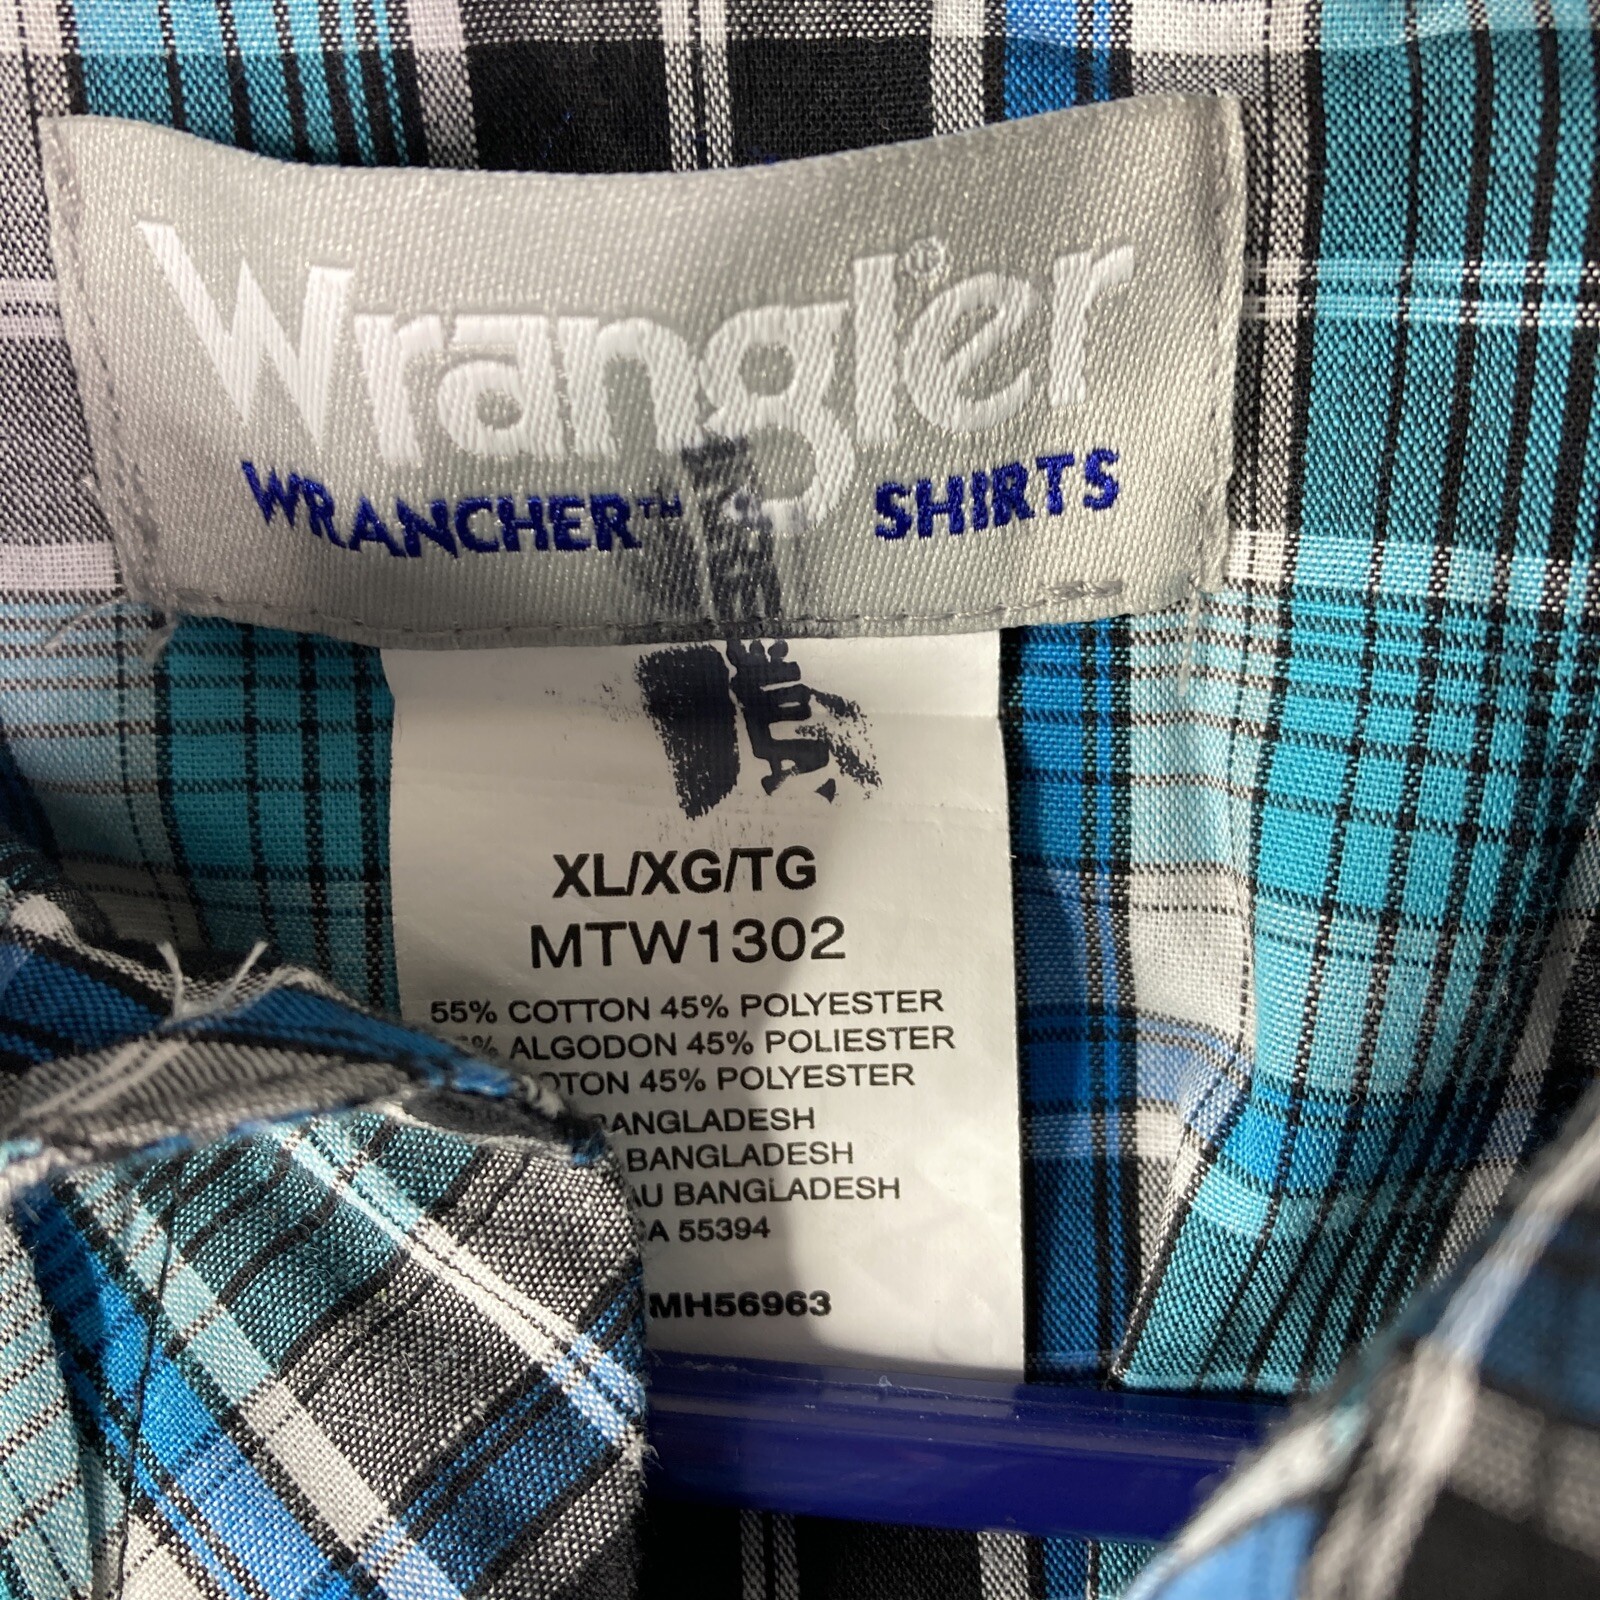 Wrangler®
WRANCHER™ SHIRTS
XL/XG/TG
MTW1302
55% COTTON 45% POLYESTER
% ALGODON 45% POLIESTER
OTON 45% POLYESTER
BANGLADESH
BANGLADESH
AU BANGLADESH
CA 55394
MH56963